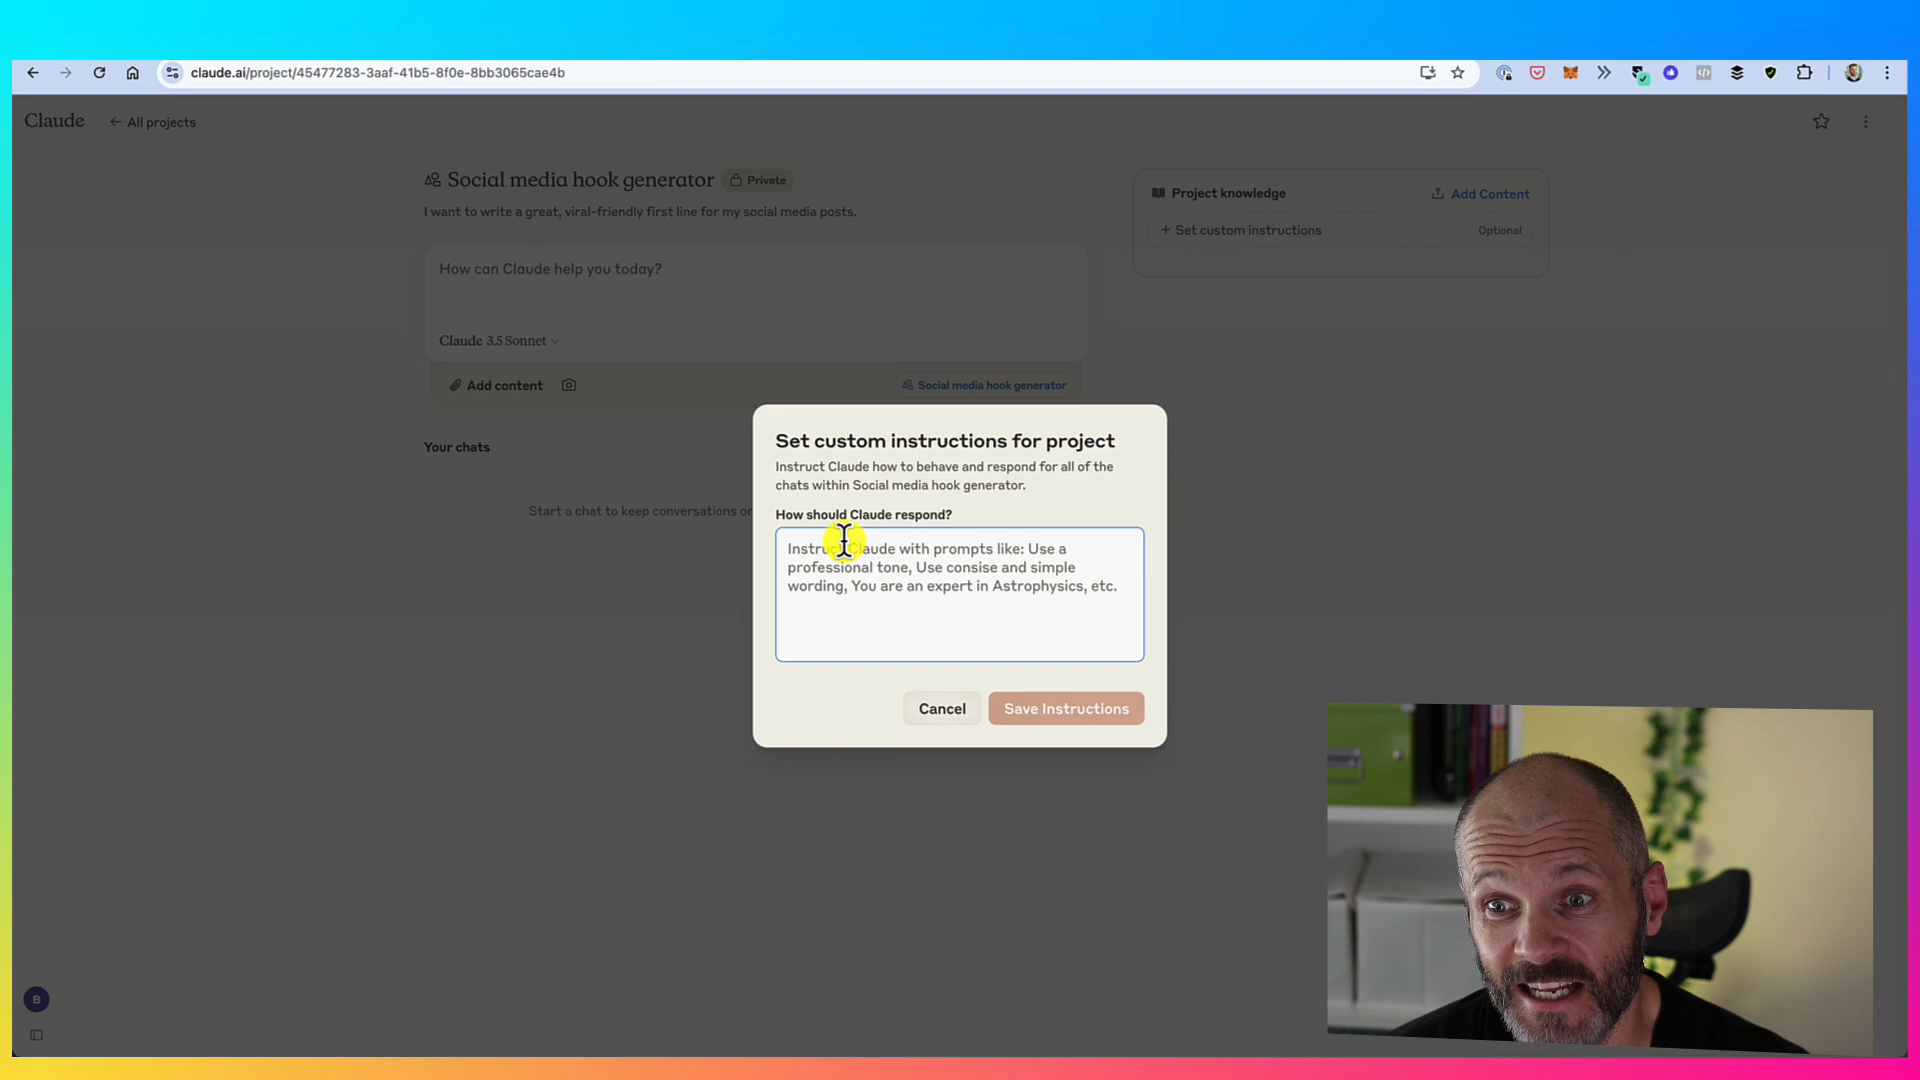 claude.ai/project/45477283-3aaf-41b5-8f0e-8bb3065cae4b
Claude
← All projects
Social media hook generator
Private
I want to write a great, viral-friendly first line for my social media posts.
How can Claude help you today?
Claude 3.5 Sonnet
Add content
Social media hook generator
Your chats
Start a chat to keep conversations or
Project knowledge
Add Content
+ Set custom instructions
Optional
Set custom instructions for project
Instruct Claude how to behave and respond for all of the
chats within Social media hook generator.
How should Claude respond?
Instruct Claude with prompts like: Use a
professional tone, Use consise and simple
wording, You are an expert in Astrophysics, etc.
Cancel
Save Instructions
B